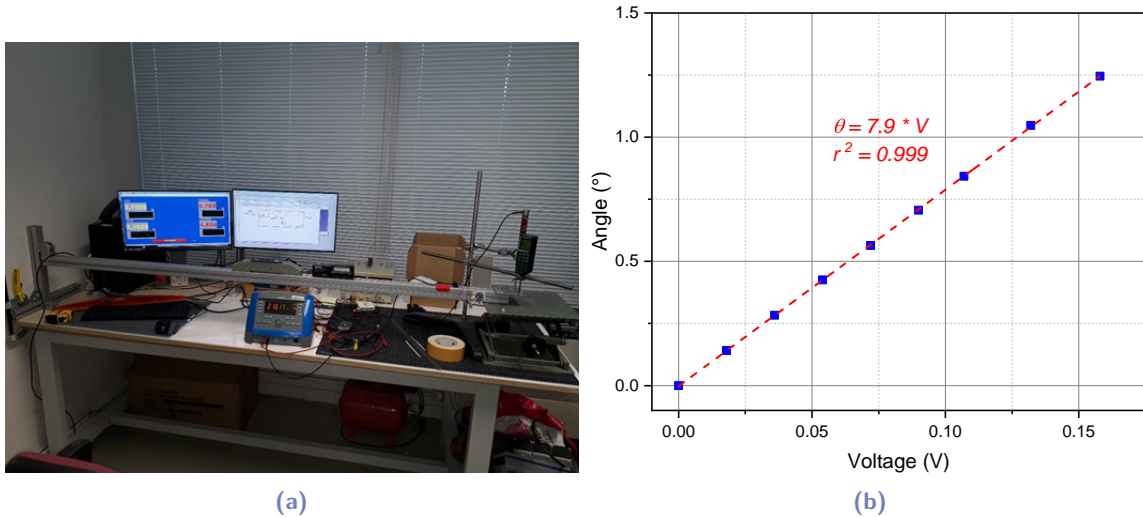 1.5
1.0
0.5
0.0
Angle (°)
θ = 7.9 * V
r² = 0.999
0.00 0.05 0.10 0.15
Voltage (V)
(a)
(b)